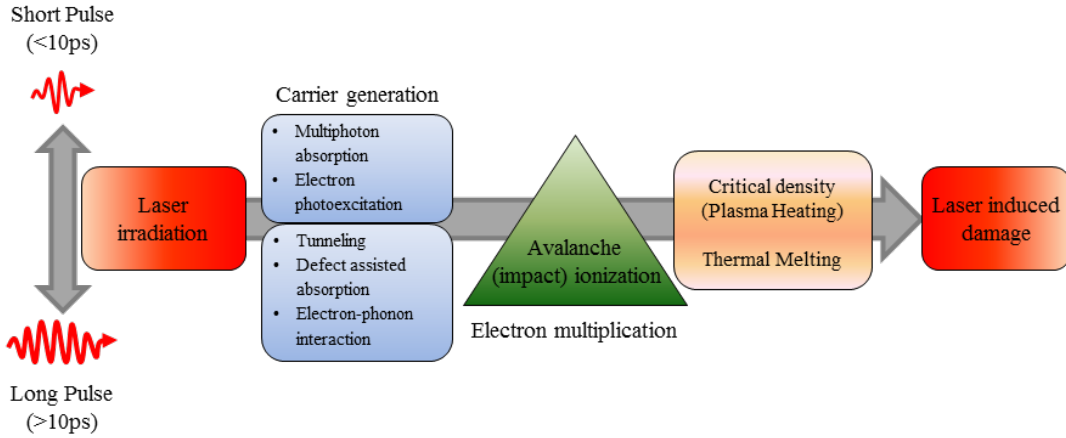 Short Pulse
(<10ps)
Long Pulse
(>10ps)
Laser
irradiation
Carrier generation
• Multiphoton
absorption
• Electron
photoexcitation
• Tunneling
• Defect assisted
absorption
• Electron-phonon
interaction
Avalanche
(impact) ionization
Electron multiplication
Critical density
(Plasma Heating)
Thermal Melting
Laser induced
damage